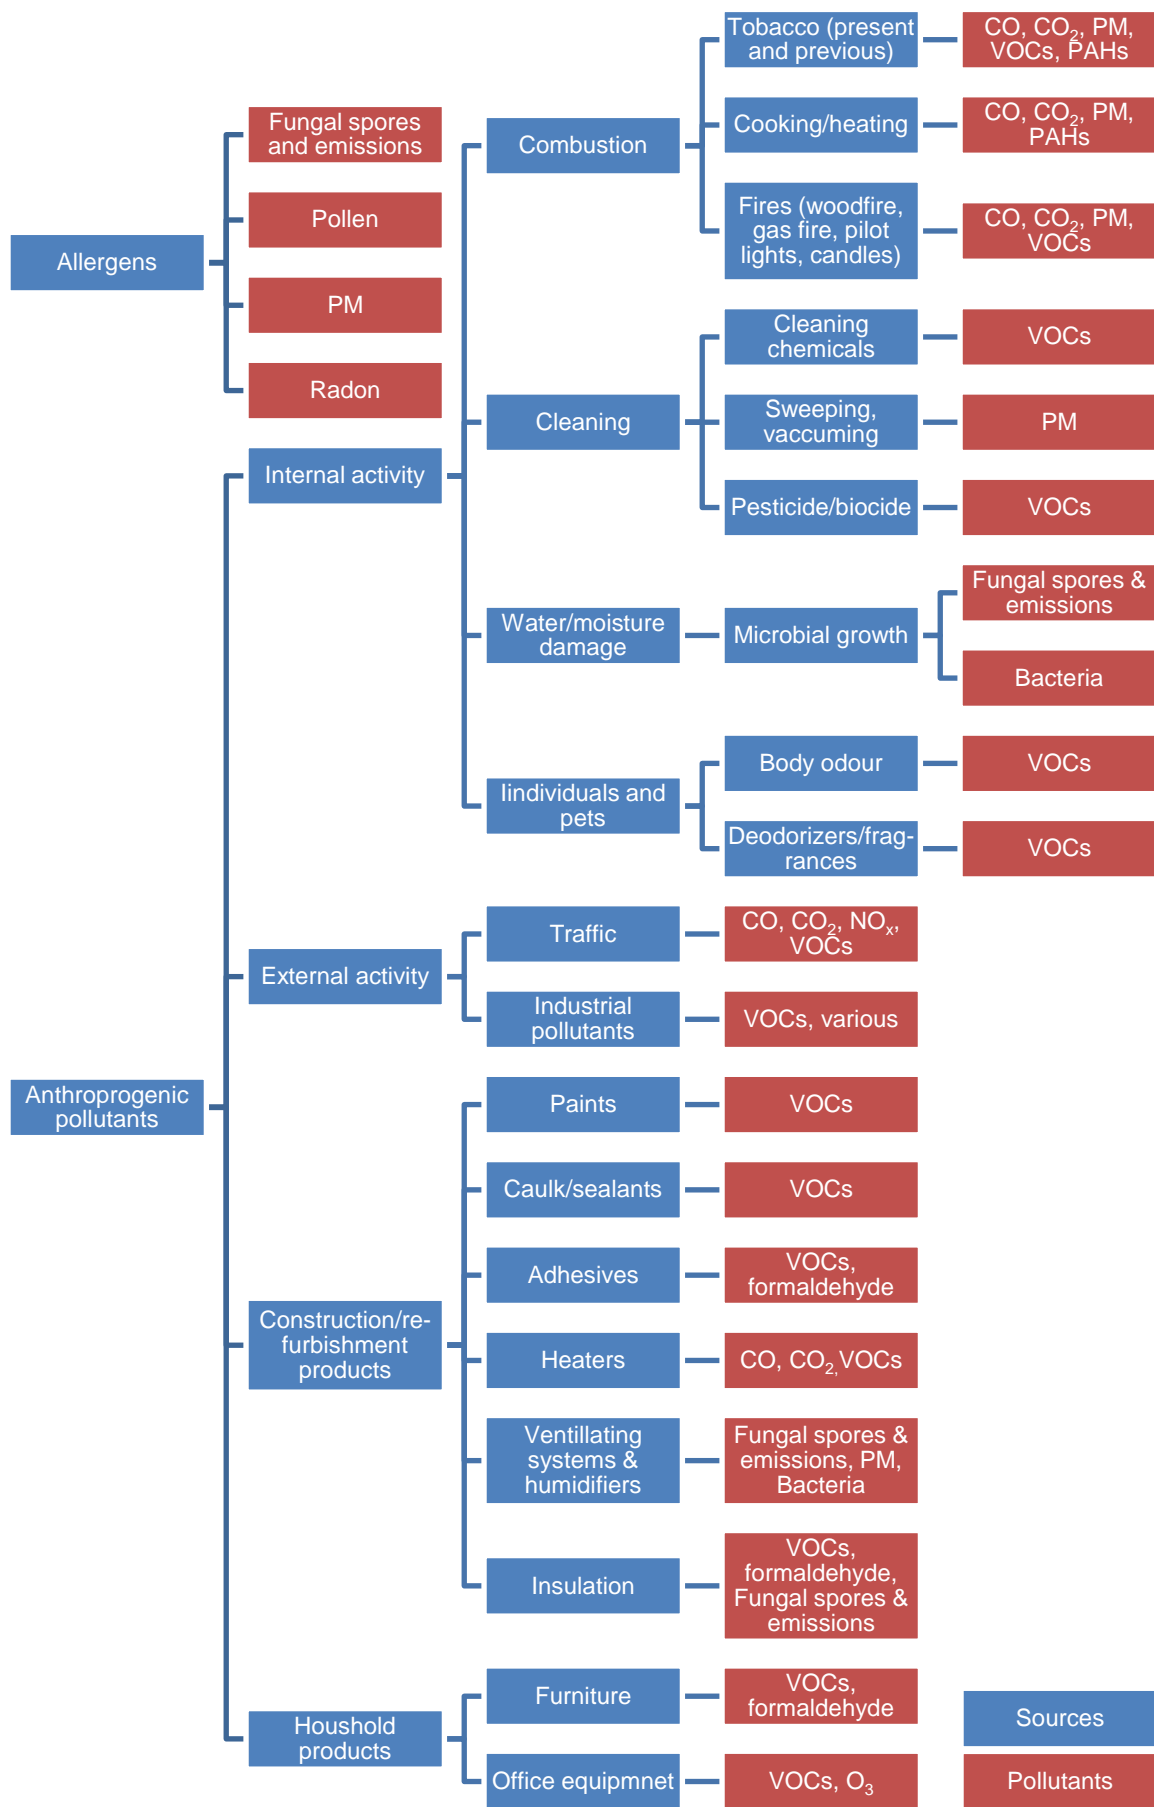 Allergens
Fungal spores
and emissions
Pollen
PM
Radon
Anthroprogenic
pollutants
Internal activity
Combustion
Tobacco (present
and previous)
CO, CO₂, PM,
VOCs, PAHs
Cooking/heating
CO, CO₂, PM,
PAHs
Fires (woodfire,
gas fire, pilot
lights, candles)
CO, CO₂, PM,
VOCs
Cleaning
Cleaning
chemicals
VOCs
Sweeping,
vaccuming
PM
Pesticide/biocide
VOCs
Water/moisture
damage
Microbial growth
Fungal spores &
emissions
Bacteria
Iindividuals and
pets
Body odour
VOCs
Deodorizers/frag-
rances
VOCs
External activity
Traffic
CO, CO₂, NOₓ,
VOCs
Industrial
pollutants
VOCs, various
Construction/re-
furbishment
products
Paints
VOCs
Caulk/sealants
VOCs
Adhesives
VOCs,
formaldehyde
Heaters
CO, CO₂,VOCs
Ventillating
systems &
humidifiers
Fungal spores &
emissions, PM,
Bacteria
Insulation
VOCs,
formaldehyde,
Fungal spores &
emissions
Houshold
products
Furniture
VOCs,
formaldehyde
Office equipmnet
VOCs, O₃
Sources
Pollutants